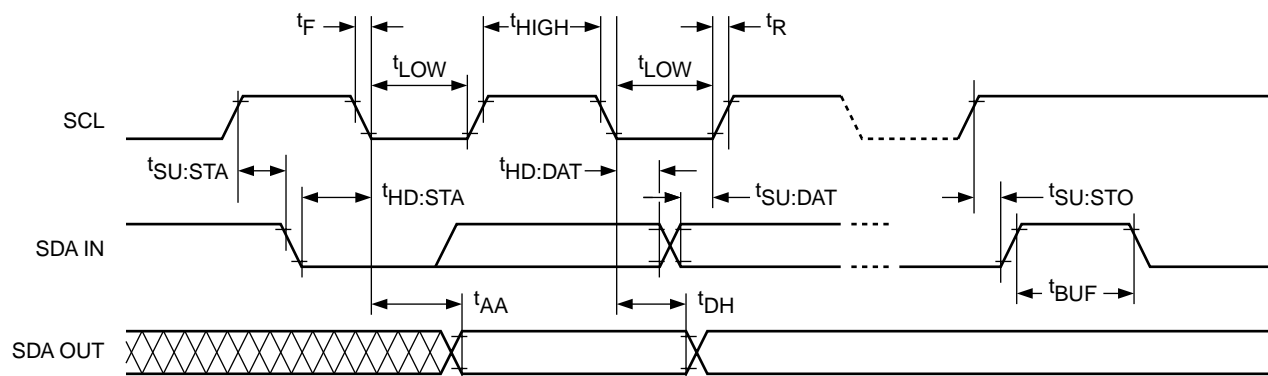 tF
tHIGH
tR
tLOW
tLOW
SCL
tSU:STA
tHD:STA
tHD:DAT
tSU:DAT
tSU:STO
SDA IN
tAA
tDH
tBUF
SDA OUT